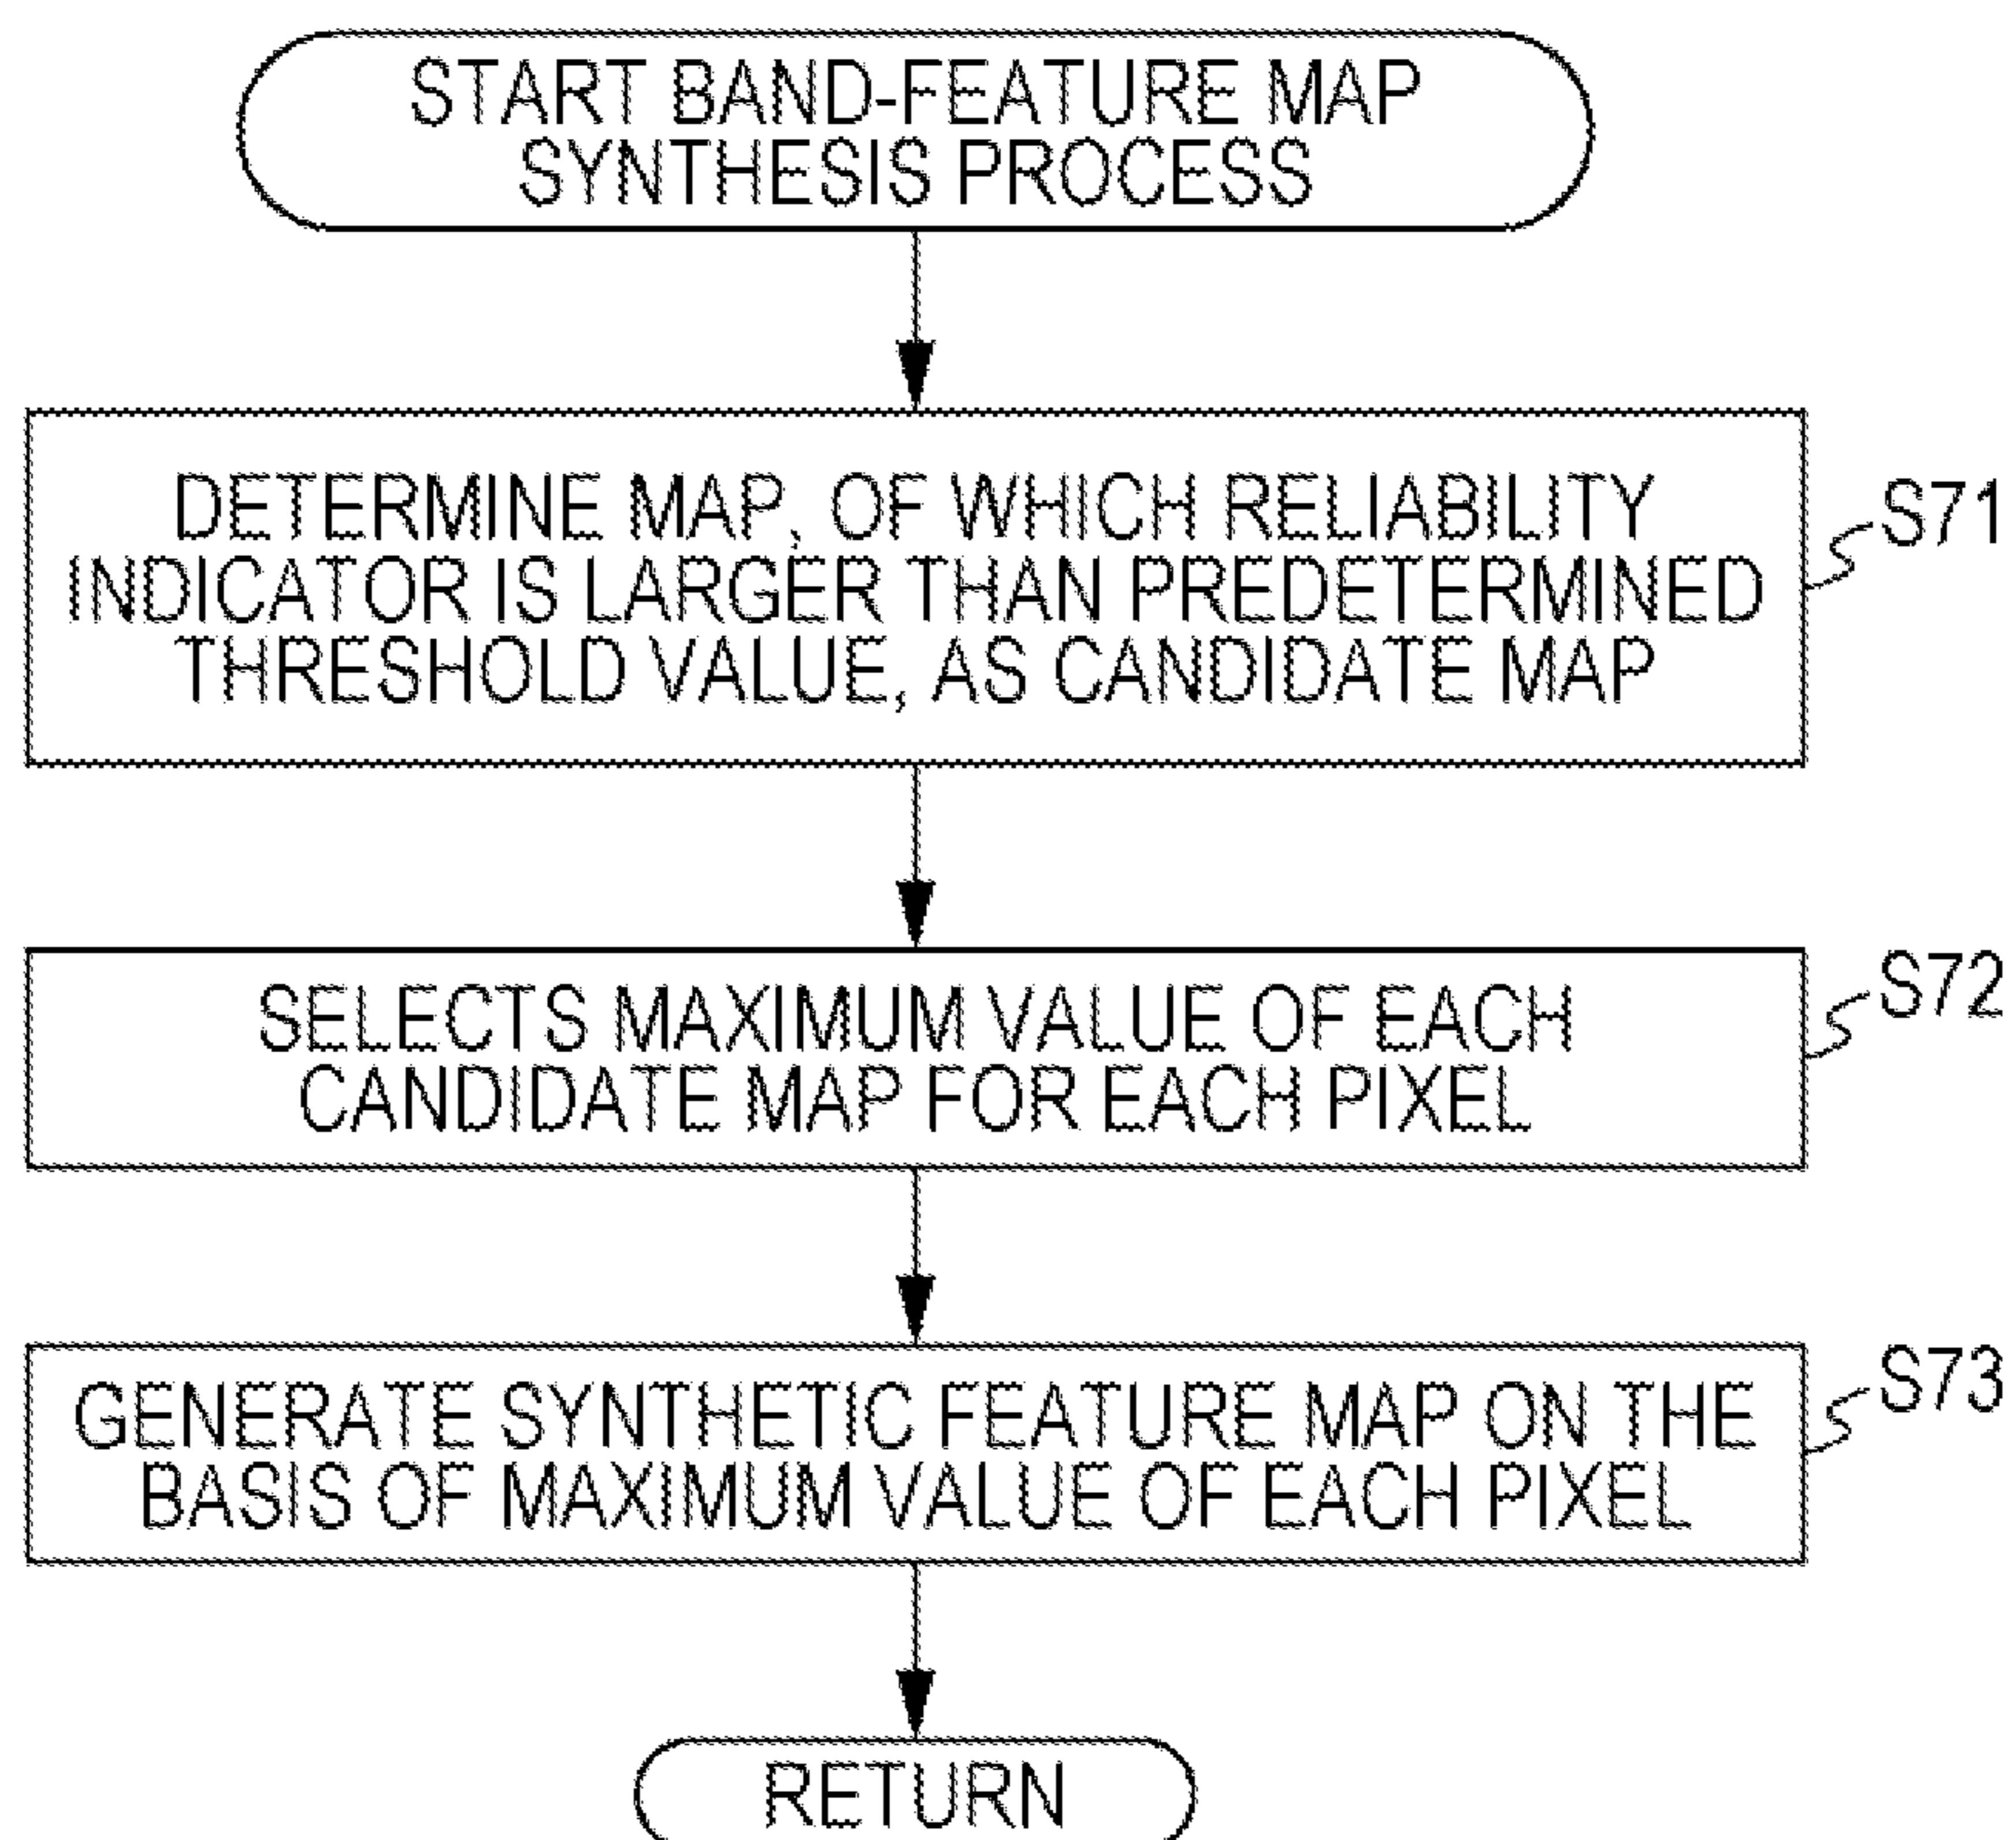 START BAND-FEATURE MAP
SYNTHESIS PROCESS
DETERMINE MAP, OF WHICH RELIABILITY
INDICATOR IS LARGER THAN PREDETERMINED
THRESHOLD VALUE, AS CANDIDATE MAP
S71
SELECTS MAXIMUM VALUE OF EACH
CANDIDATE MAP FOR EACH PIXEL
S72
GENERATE SYNTHETIC FEATURE MAP ON THE
BASIS OF MAXIMUM VALUE OF EACH PIXEL
S73
RETURN